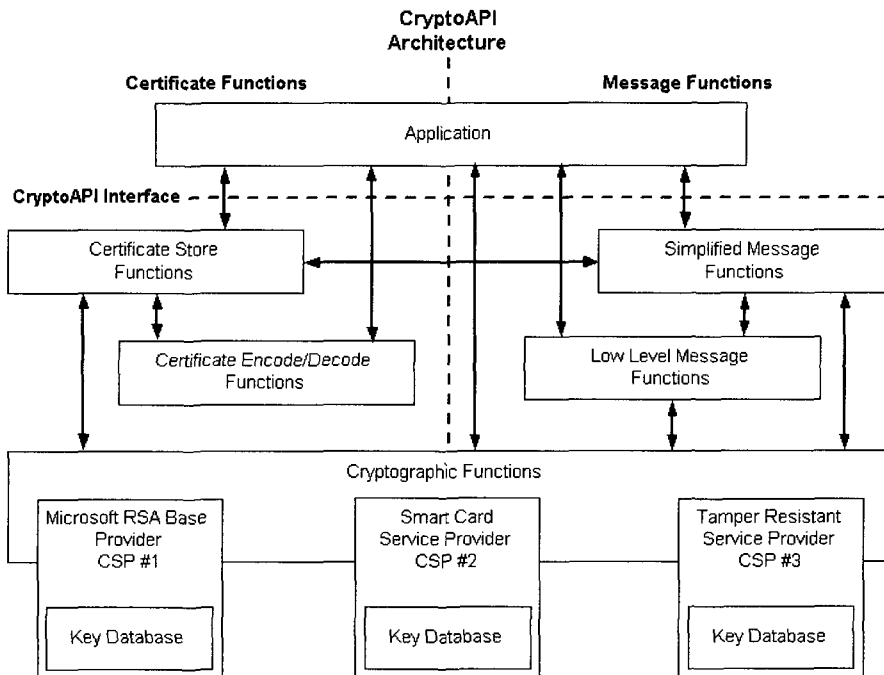 CryptoAPI
Architecture
Certificate Functions
Message Functions
Application
CryptoAPI Interface
Certificate Store
Functions
Simplified Message
Functions
Certificate Encode/Decode
Functions
Low Level Message
Functions
Cryptographic Functions
Microsoft RSA Base
Provider
CSP #1
Smart Card
Service Provider
CSP #2
Tamper Resistant
Service Provider
CSP #3
Key Database
Key Database
Key Database